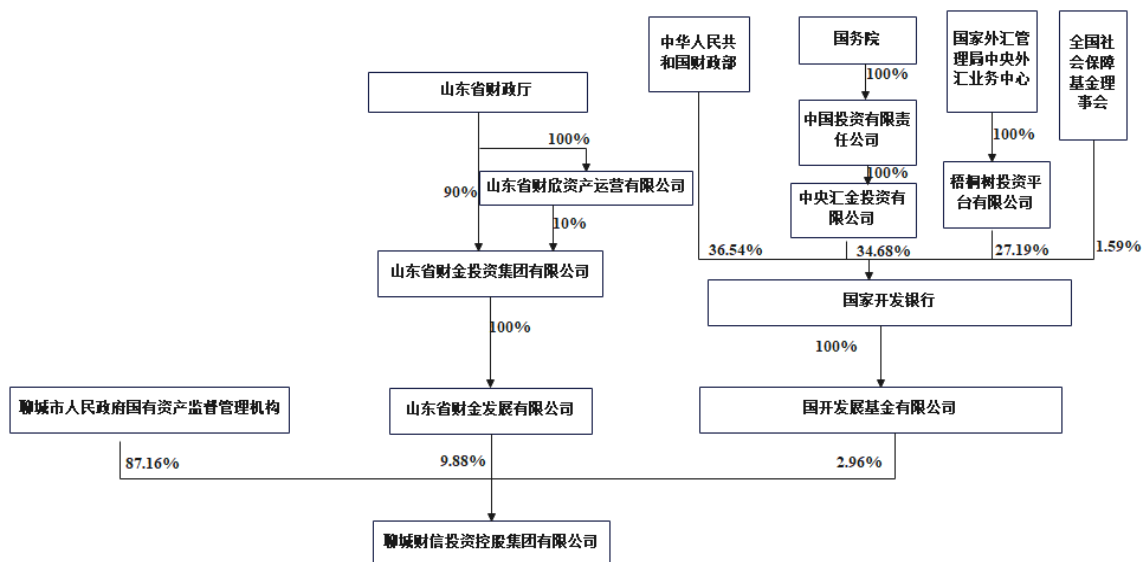 中华人民共
和国财政部
国务院
国家外汇管
理局中央外
汇业务中心
全国社
会保障
基金理
事会
100%
山东省财政厅
中国投资有限责
任公司
100%
100%
100%
山东省财欣资产运营有限公司
90%
中央汇金投资有
限公司
梧桐树投资平
台有限公司
10%
36.54%
34.68%
27.19%
1.59%
山东省财金投资集团有限公司
国家开发银行
100%
100%
聊城市人民政府国有资产监督管理机构
山东省财金发展有限公司
国开发展基金有限公司
87.16%
9.88%
2.96%
聊城财信投资控股集团有限公司